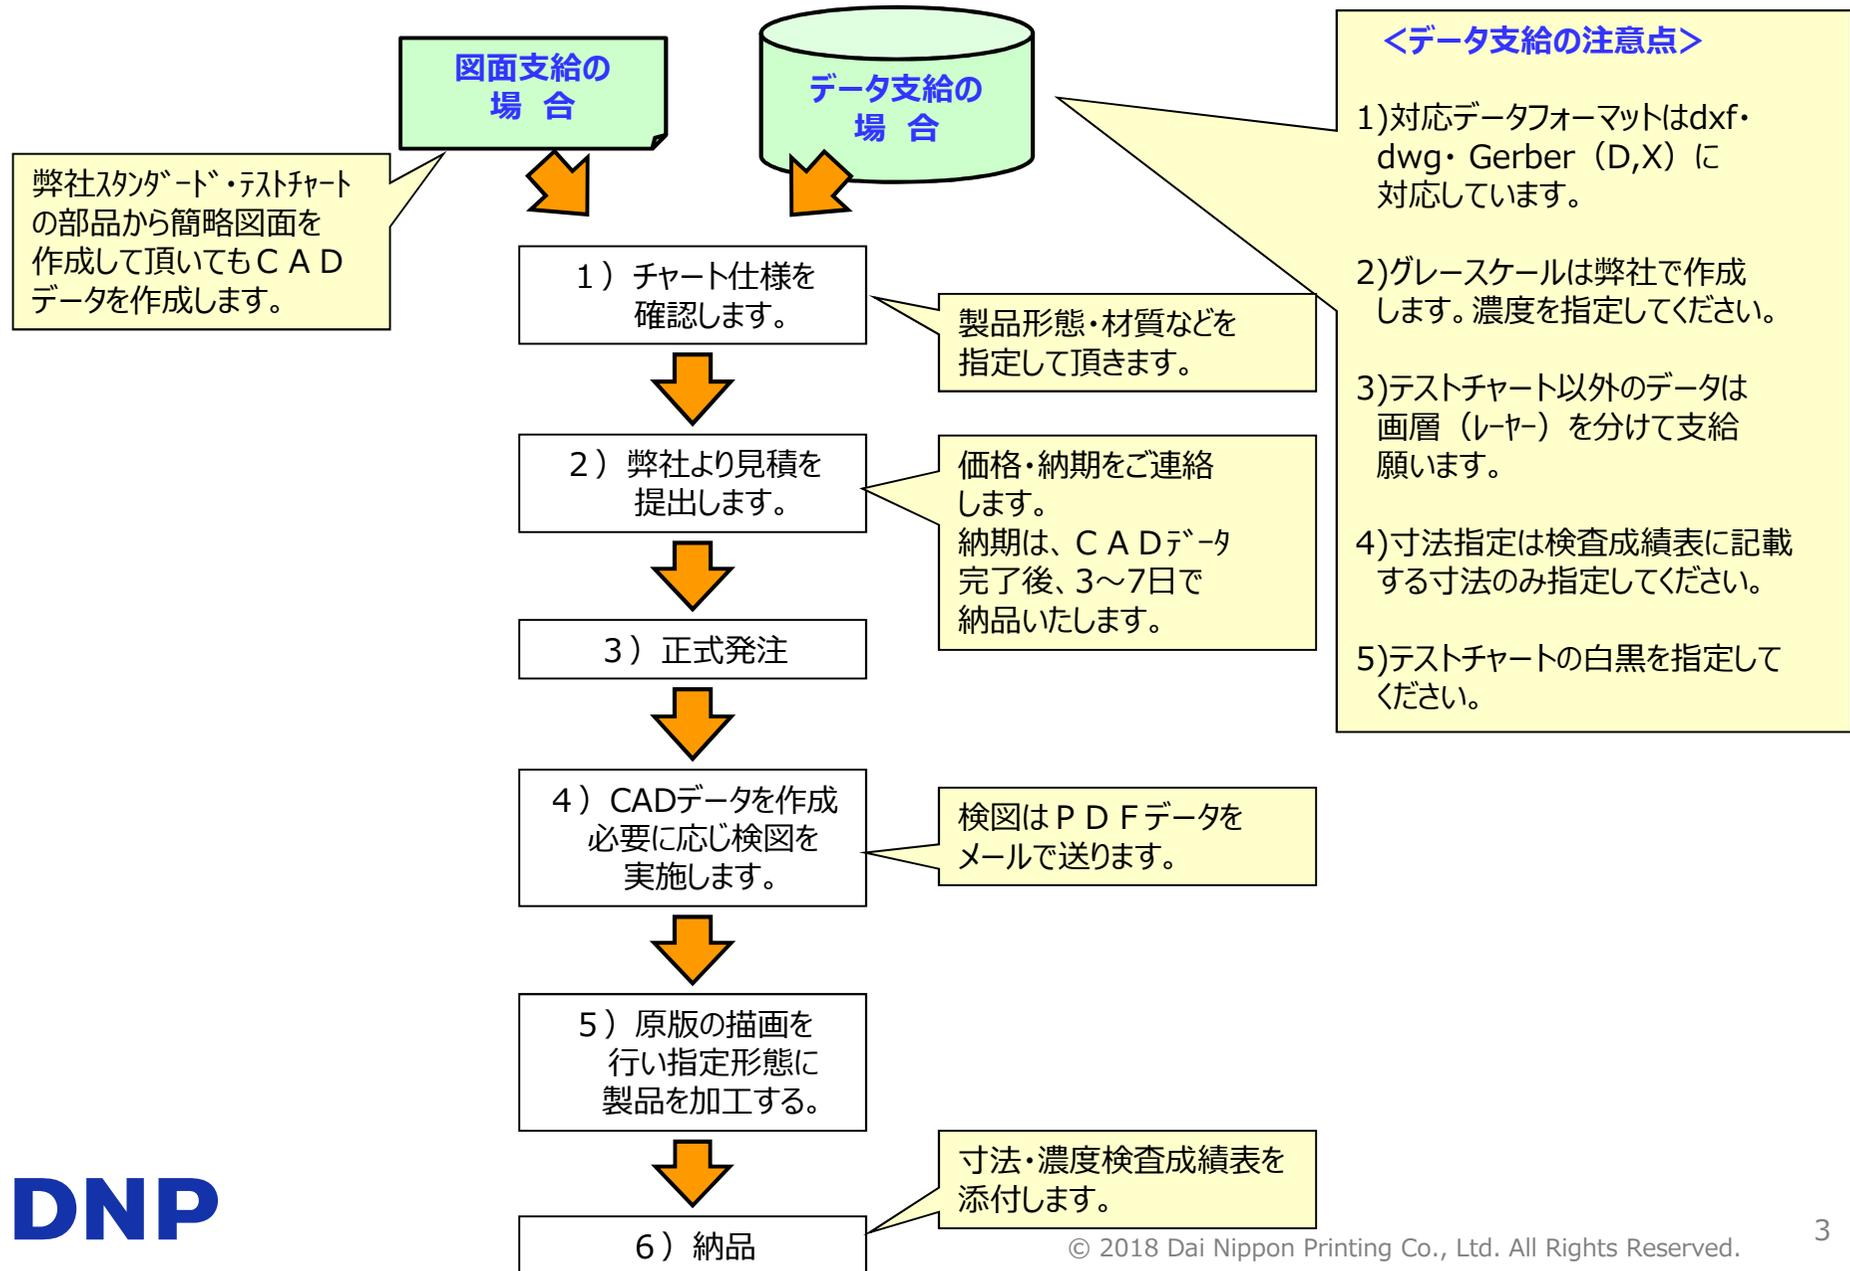 図面支給の
場 合
データ支給の
場 合
<データ支給の注意点>
1)対応データフォーマットはdxf・
dwg・ Gerber（D,X）に
対応しています。
2)グレースケールは弊社で作成
します。濃度を指定してください。
3)テストチャート以外のデータは
画層（ﾚｰﾔｰ）を分けて支給
願います。
4)寸法指定は検査成績表に記載
する寸法のみ指定してください。
5)テストチャートの白黒を指定して
ください。
弊社ｽﾀﾝﾀﾞｰﾄﾞ・ﾃｽﾄﾁｬｰﾄ
の部品から簡略図面を
作成して頂いてもＣＡＤ
データを作成します。
１）チャート仕様を
確認します。
製品形態・材質などを
指定して頂きます。
２）弊社より見積を
提出します。
価格・納期をご連絡
します。
納期は、ＣＡＤﾃﾞｰﾀ
完了後、3～7日で
納品いたします。
３）正式発注
４）CADデータを作成
必要に応じ検図を
実施します。
検図はＰＤＦデータを
メールで送ります。
５）原版の描画を
行い指定形態に
製品を加工する。
寸法・濃度検査成績表を
添付します。
６）納品
DNP
© 2018 Dai Nippon Printing Co., Ltd. All Rights Reserved.
3